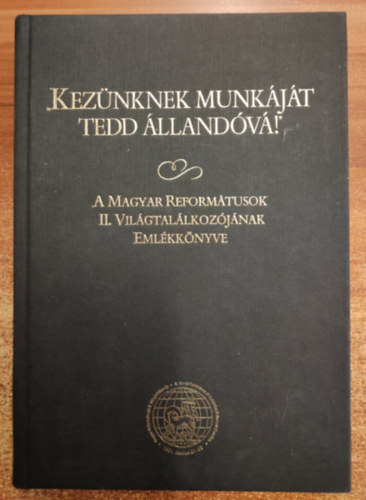 „KEZÜNKNEK MUNKÁJÁT
TEDD ÁLLANDÓVÁ!”
A MAGYAR REFORMÁTUSOK
II. VILÁGTALÁLKOZÓJÁNAK
EMLÉKKÖNYVE